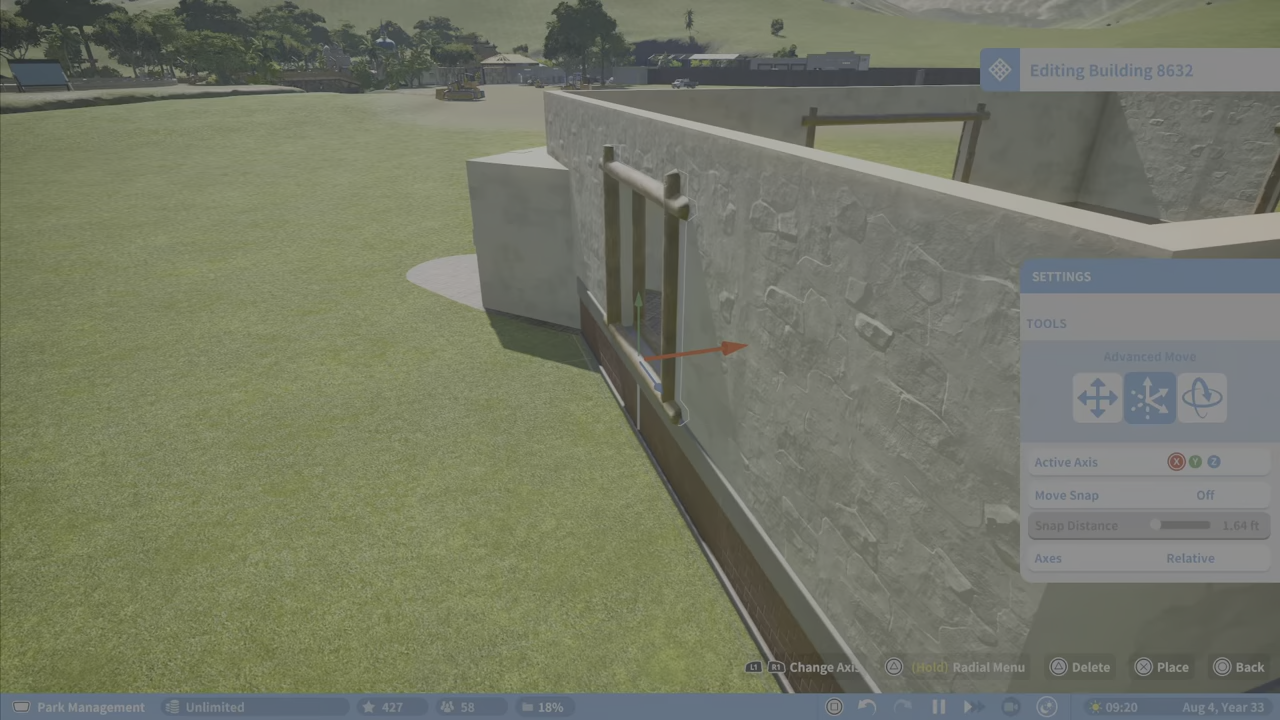 Editing Building 8632
SETTINGS
TOOLS
Advanced Move
Active Axis X Y Z
Move Snap Off
Snap Distance 1.64 ft
Axes Relative
L1 R1 Change Axis (Hold) Radial Menu Delete Place Back
Park Management Unlimited 427 58 18% 09:20 Aug 4, Year 33